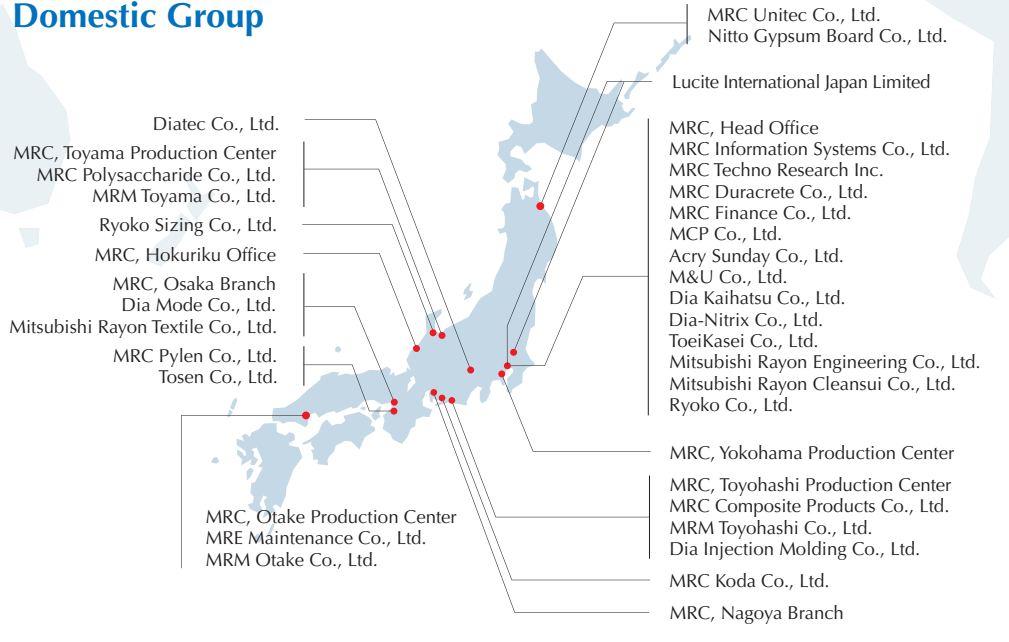 Domestic Group
Diatec Co., Ltd.
MRC, Toyama Production Center
MRC Polysaccharide Co., Ltd.
MRM Toyama Co., Ltd.
Ryoko Sizing Co., Ltd.
MRC, Hokuriku Office
MRC, Osaka Branch
Dia Mode Co., Ltd.
Mitsubishi Rayon Textile Co., Ltd.
MRC Pylen Co., Ltd.
Tosen Co., Ltd.
MRC, Otake Production Center
MRE Maintenance Co., Ltd.
MRM Otake Co., Ltd.
MRC Unitec Co., Ltd.
Nitto Gypsum Board Co., Ltd.
Lucite International Japan Limited
MRC, Head Office
MRC Information Systems Co., Ltd.
MRC Techno Research Inc.
MRC Duracrete Co., Ltd.
MRC Finance Co., Ltd.
MCP Co., Ltd.
Acry Sunday Co., Ltd.
M&U Co., Ltd.
Dia Kaihatsu Co., Ltd.
Dia-Nitrix Co., Ltd.
ToeiKasei Co., Ltd.
Mitsubishi Rayon Engineering Co., Ltd.
Mitsubishi Rayon Cleansui Co., Ltd.
Ryoko Co., Ltd.
MRC, Yokohama Production Center
MRC, Toyohashi Production Center
MRC Composite Products Co., Ltd.
MRM Toyohashi Co., Ltd.
Dia Injection Molding Co., Ltd.
MRC Koda Co., Ltd.
MRC, Nagoya Branch